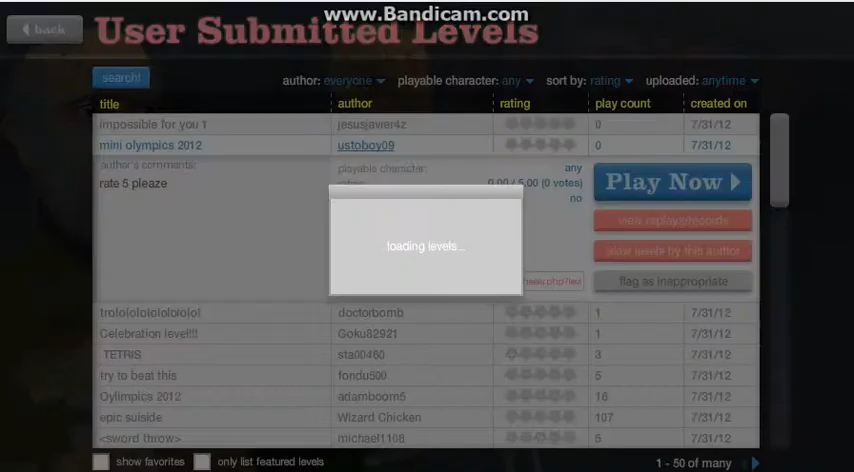 www.Bandicam.com
back
User Submitted Levels
search!
author: everyone playable character: any sort by: rating uploaded: anytime
title author rating play count created on
impossible for you 1 jesusjavier4z 0 7/31/12
mini olympics 2012 ustoboy09 0 7/31/12
author's comments: playable character: any
rate 5 pleaze 0.00 / 5.00 (0 votes)
no
Play Now
view replays/records
loading levels...
view levels by this author
flag as inappropriate
trolololololololol doctorbomb 1 7/31/12
Celebration level!!! Goku82921 1 7/31/12
TETRIS sta00460 3 7/31/12
try to beat this fondu500 5 7/31/12
Oylimpics 2012 adamboom5 16 7/31/12
epic suiside Wizard Chicken 107 7/31/12
<sword throw> michael1108 5 7/31/12
show favorites only list featured levels 1 - 50 of many